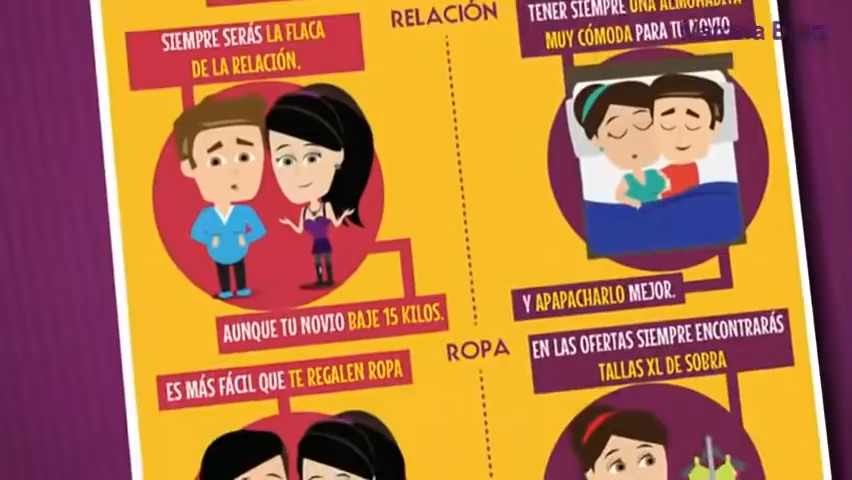 RELACIÓN
SIEMPRE SERÁS LA FLACA
DE LA RELACIÓN,
AUNQUE TU NOVIO BAJE 15 KILOS.
TENER SIEMPRE UNA ALMOHADITA
MUY CÓMODA PARA TU NOVIO
Y APAPACHARLO MEJOR.
ROPA
ES MÁS FÁCIL QUE TE REGALEN ROPA
EN LAS OFERTAS SIEMPRE ENCONTRARÁS
TALLAS XL DE SOBRA